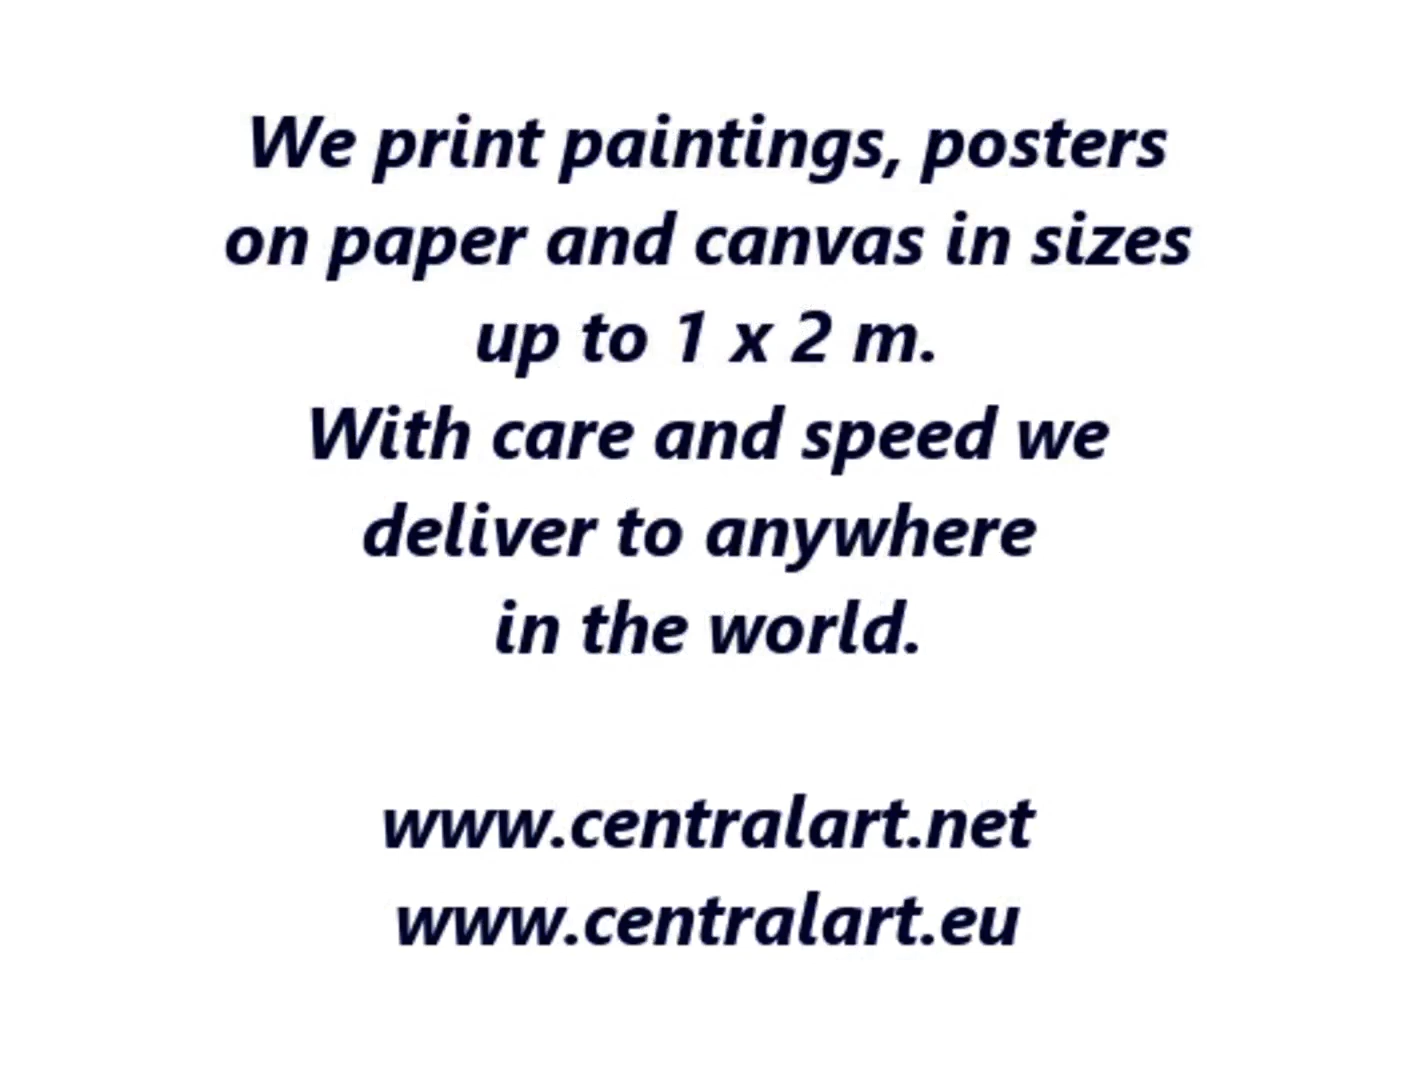 We print paintings, posters
on paper and canvas in sizes
up to 1 x 2 m.
With care and speed we
deliver to anywhere
in the world.
www.centralart.net
www.centralart.eu